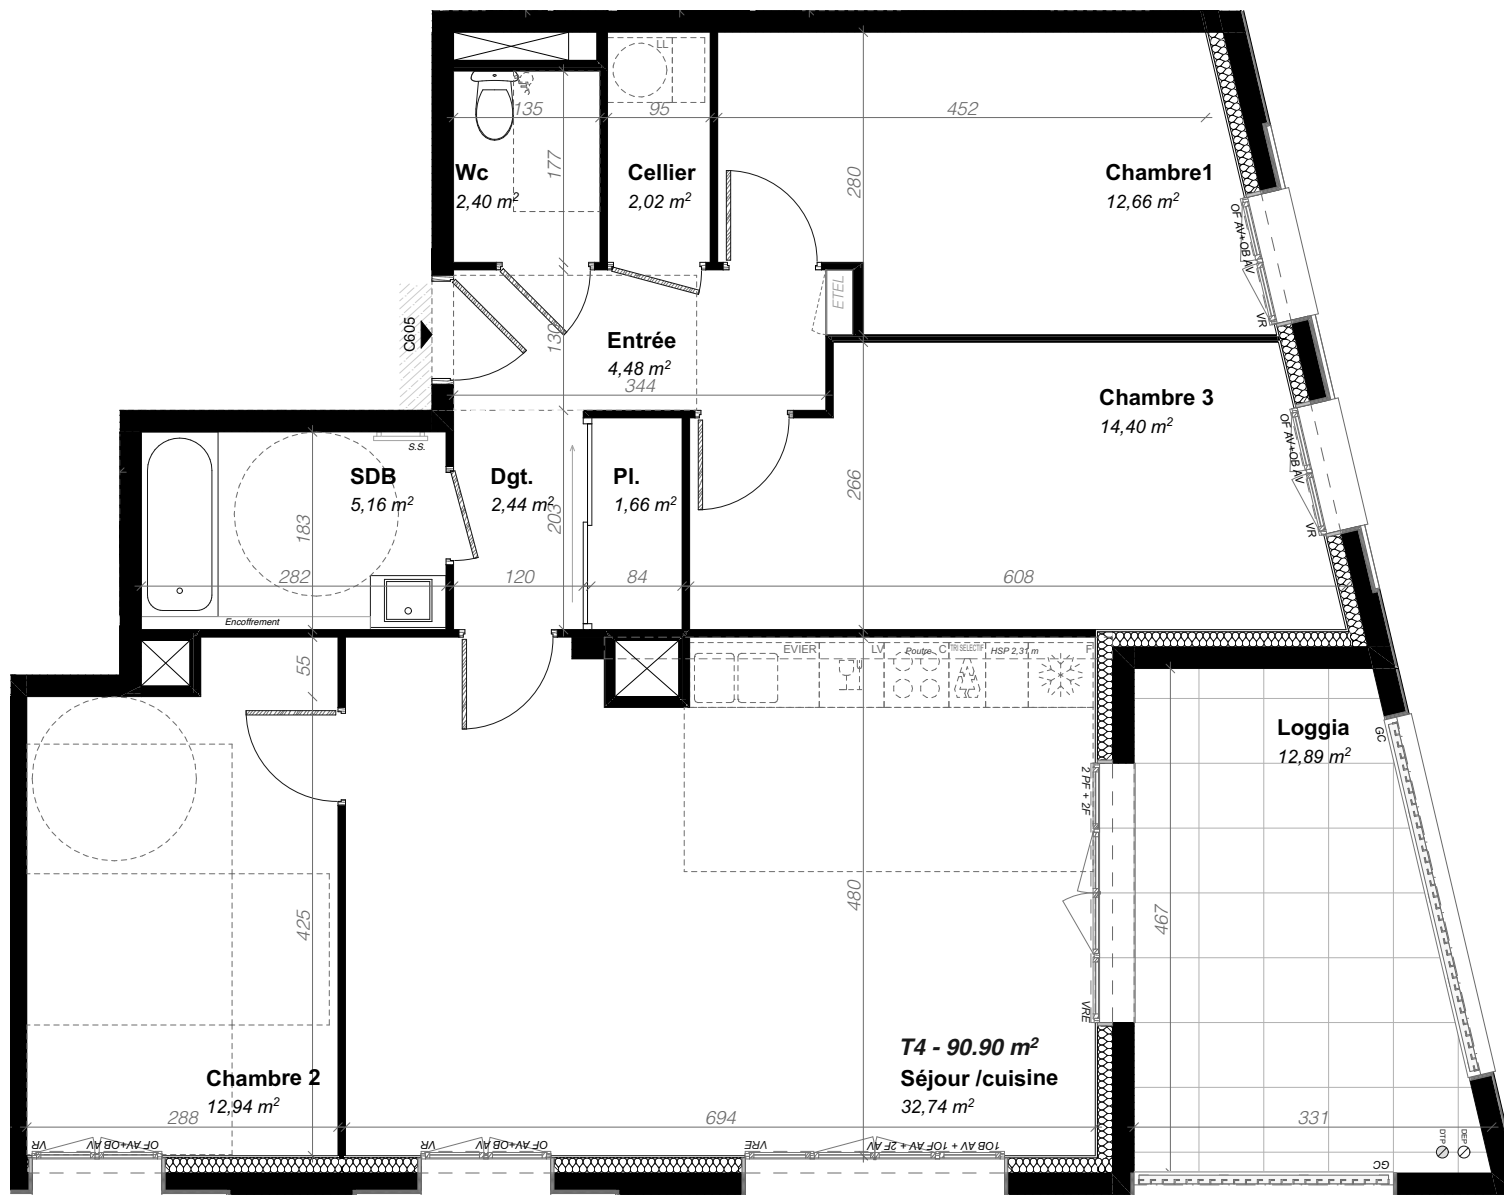 LL
135
95
452
177
280
Wc
2,40 m²
Cellier
2,02 m²
Chambre1
12,66 m²
OF AV+OB AV
VR
ETEL
C605
130
Entrée
4,48 m²
344
Chambre 3
14,40 m²
OF AV+OB AV
VR
s.s.
SDB
5,16 m²
Dgt.
2,44 m²
Pl.
1,66 m²
183
203
266
282
120
84
608
Encoffrement
55
EVIER
LV
Poutre
C
TRI SELECTIF
HSP 2,31 m
F
Loggia
12,89 m²
GC
2 PF + 2F
425
480
467
VRE
T4 - 90.90 m²
Séjour /cuisine
32,74 m²
Chambre 2
12,94 m²
288
694
331
VR
OF AV+OB AV
VR
OF AV+OB AV
VRE
1OB AV + 1OF AV + 2F AV
DTP
DEP
GC